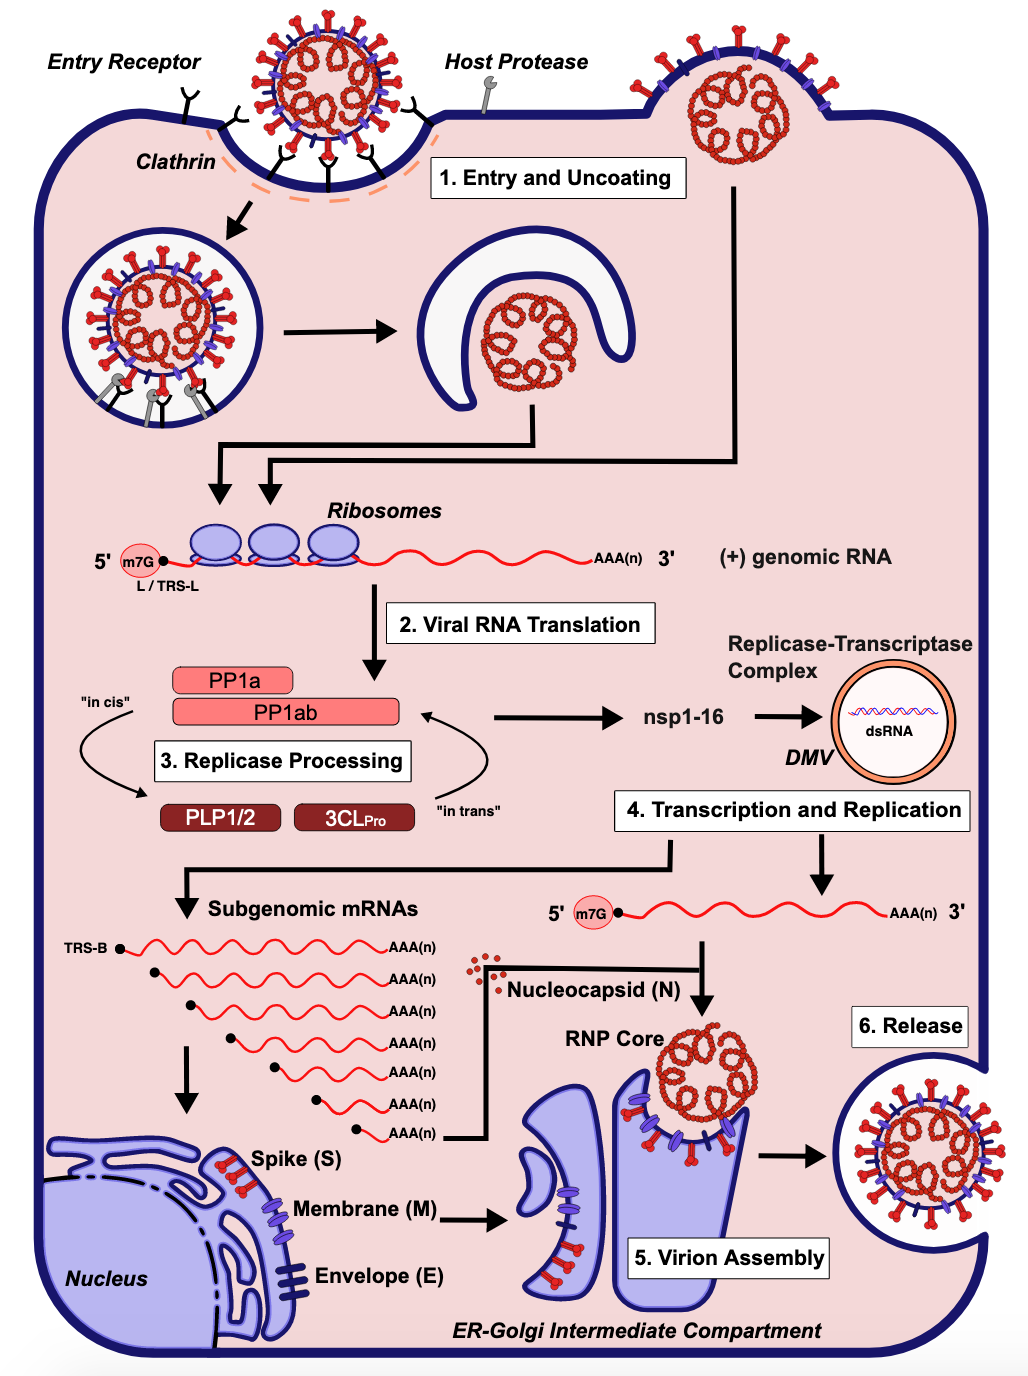 Entry Receptor
Host Protease
Clathrin
1. Entry and Uncoating
Ribosomes
5'
m7G
L / TRS-L
AAA(n)
3'
(+) genomic RNA
2. Viral RNA Translation
Replicase-Transcriptase
Complex
PP1a
"in cis"
PP1ab
nsp1-16
dsRNA
DMV
3. Replicase Processing
PLP1/2
3CLPro
"in trans"
4. Transcription and Replication
Subgenomic mRNAs
5'
m7G
AAA(n)
3'
TRS-B
AAA(n)
AAA(n)
AAA(n)
AAA(n)
AAA(n)
AAA(n)
AAA(n)
Nucleocapsid (N)
RNP Core
6. Release
Spike (S)
Membrane (M)
Envelope (E)
Nucleus
5. Virion Assembly
ER-Golgi Intermediate Compartment